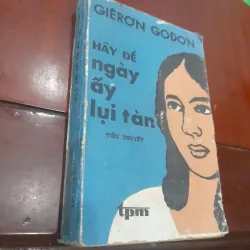 GIÊRƠN GODƠN
HÃY ĐỂ
ngày
ấy
lụi tàn
TIỂU THUYẾT
tpm